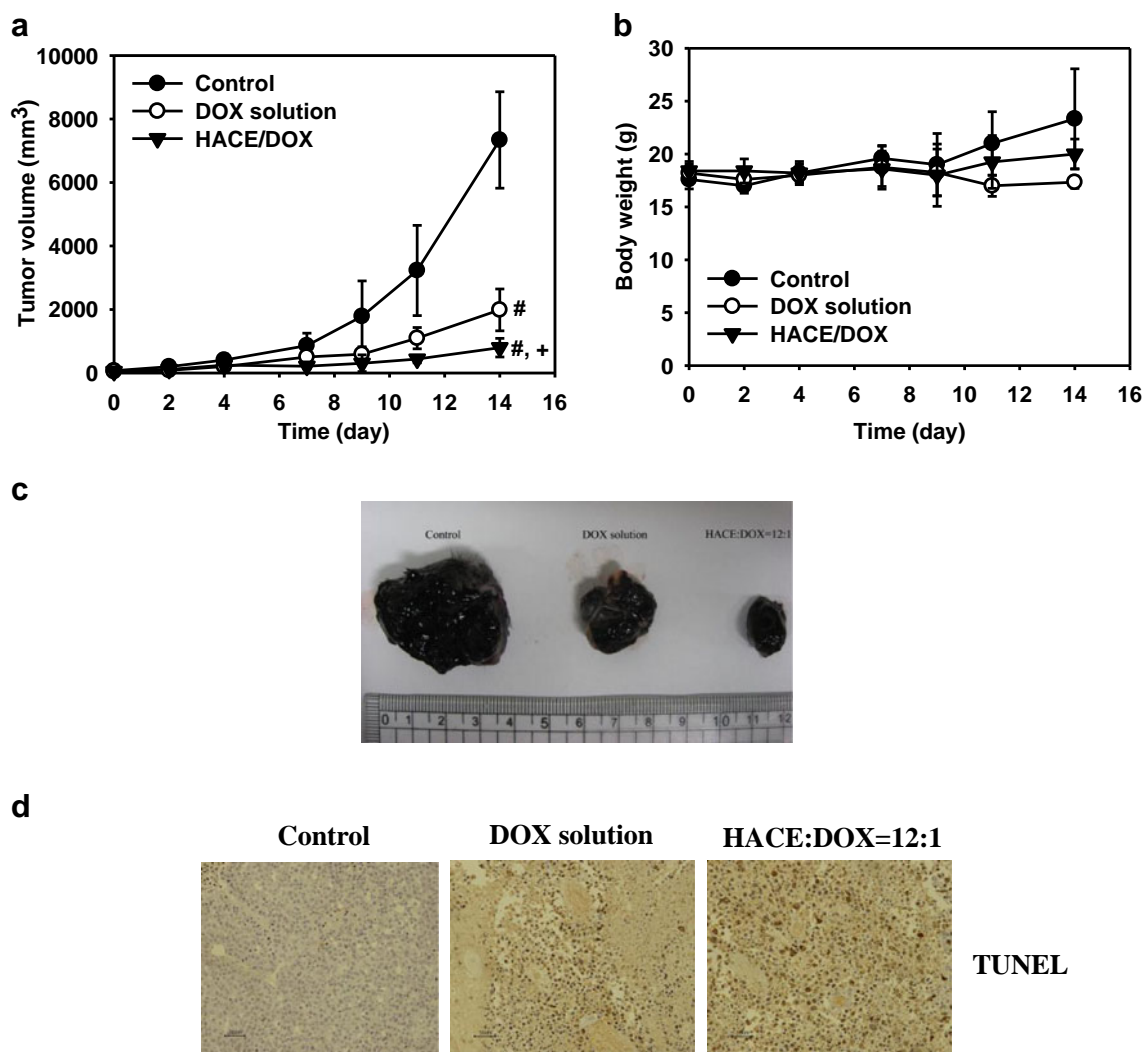 a
10000
8000
6000
4000
2000
0
Tumor volume (mm3)
Control
DOX solution
HACE/DOX
#
#, +
0 2 4 6 8 10 12 14 16
Time (day)
b
30
25
20
15
10
5
0
Body weight (g)
Control
DOX solution
HACE/DOX
0 2 4 6 8 10 12 14 16
Time (day)
c
Control DOX solution HACE:DOX=12:1
0 1 2 3 4 5 6 7 8 9 10 11 12
d
Control DOX solution HACE:DOX=12:1
TUNEL